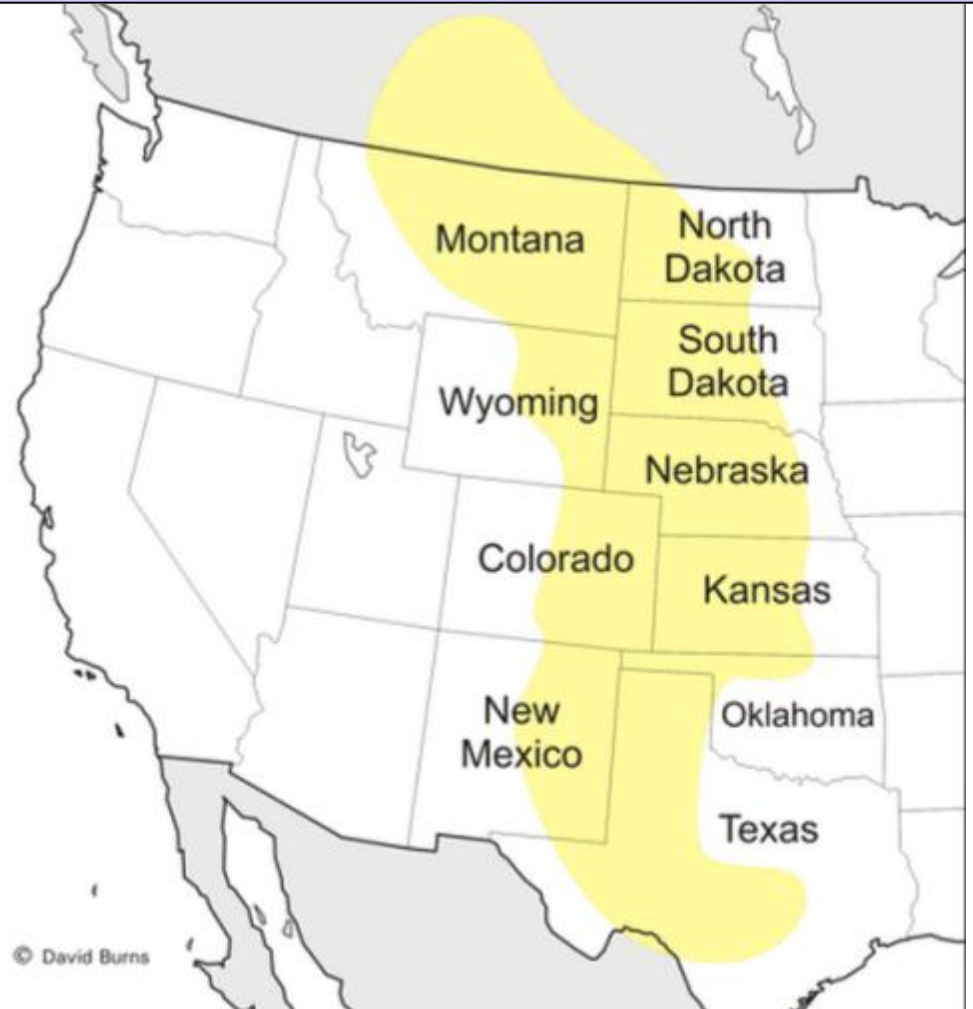 Montana
North
Dakota
South
Dakota
Wyoming
Nebraska
Colorado
Kansas
New
Mexico
Oklahoma
Texas
© David Burns